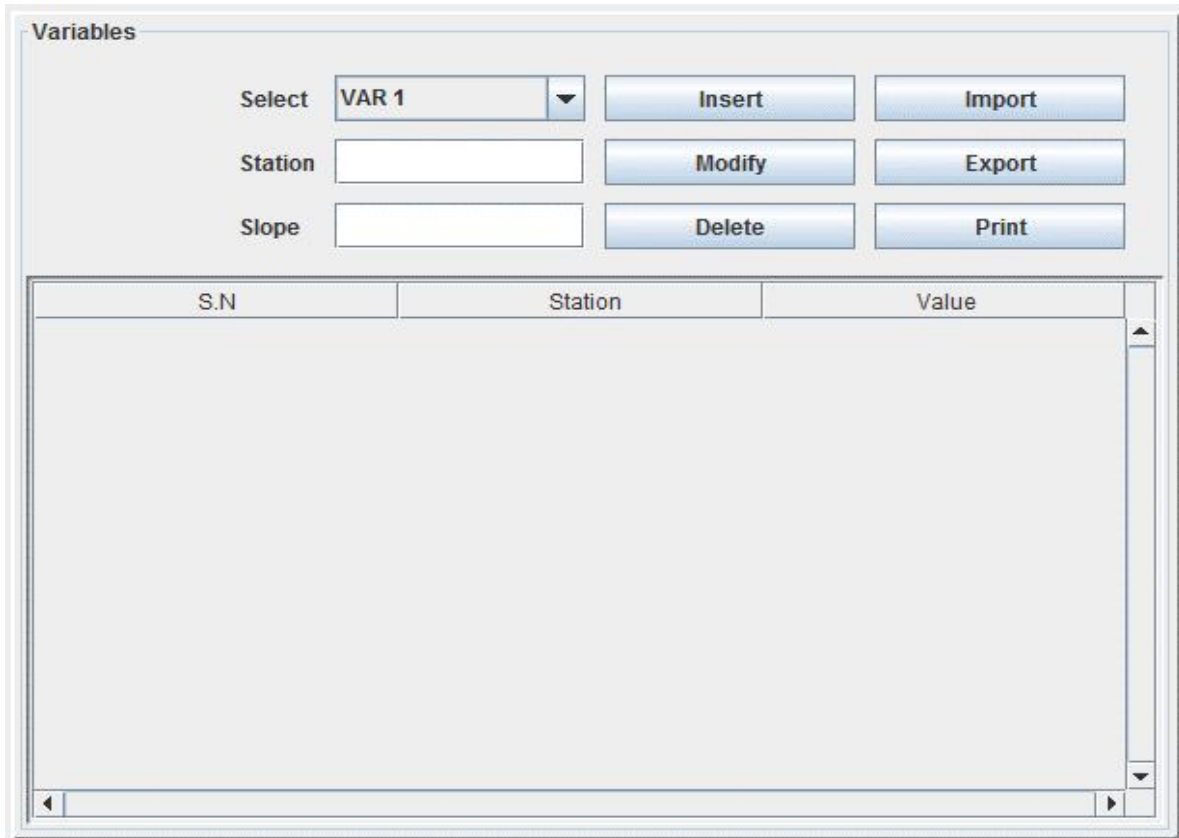 Variables
Select VAR 1 Insert Import
Station Modify Export
Slope Delete Print
S.N Station Value